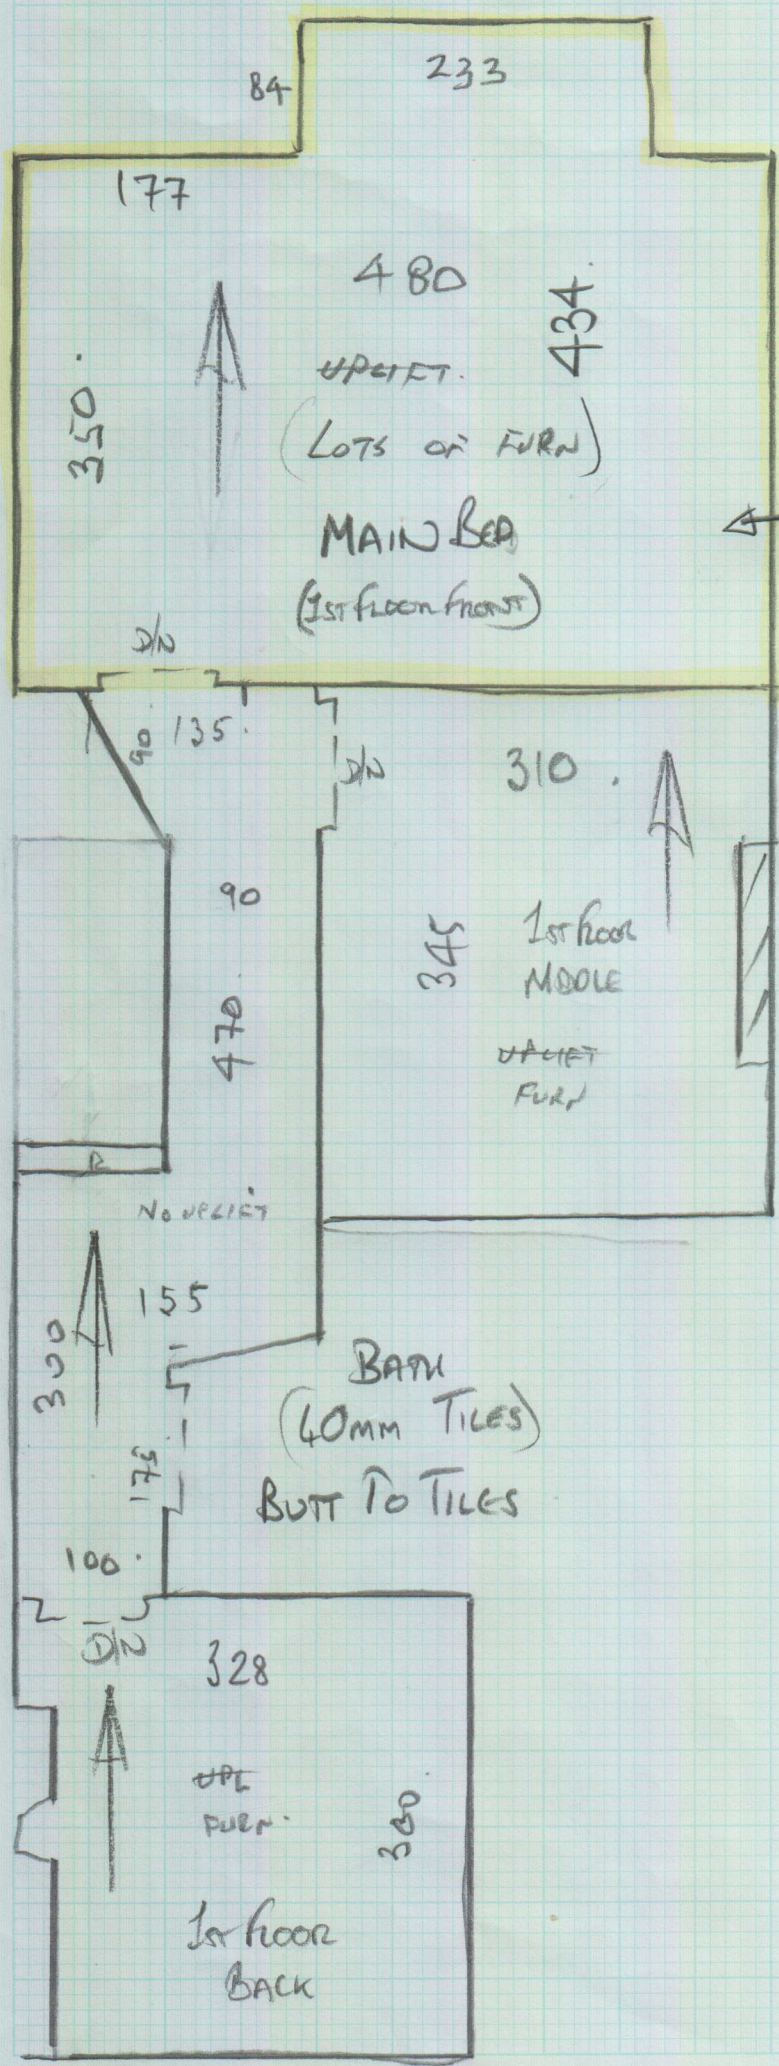 84
233
177
480
434.
350.
UPLIFT.
(LOTS OF FURN)
MAIN BED
(1ST FLOOR FRONT)
D/N
90
135.
D/N
310.
90
345
1ST FLOOR
MIDDLE
470
UPLIFT
FURN
R
NO UPLIFT
155
300
BATH
(40MM TILES)
175
BUTT TO TILES
100.
D/N
328
UPL
FURN.
1ST FLOOR
BACK